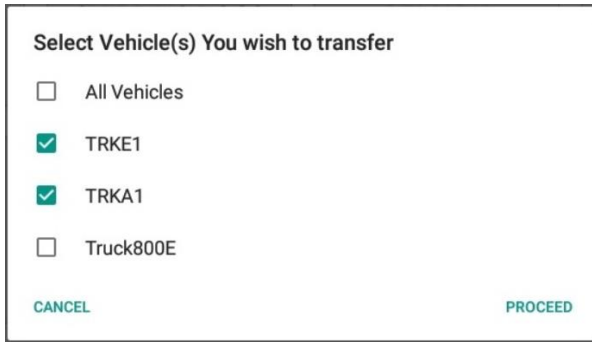 Select Vehicle(s) You wish to transfer
All Vehicles
TRKE1
TRKA1
Truck800E
CANCEL PROCEED